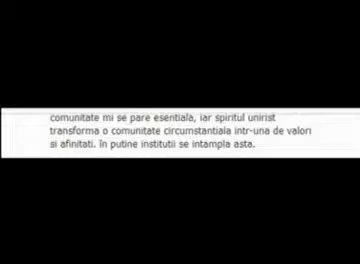 comunitate mi se pare esentiala, iar spiritul unirist
transforma o comunitate circumstantiala intr-una de valori
si afinitati. în putine institutii se intampla asta.